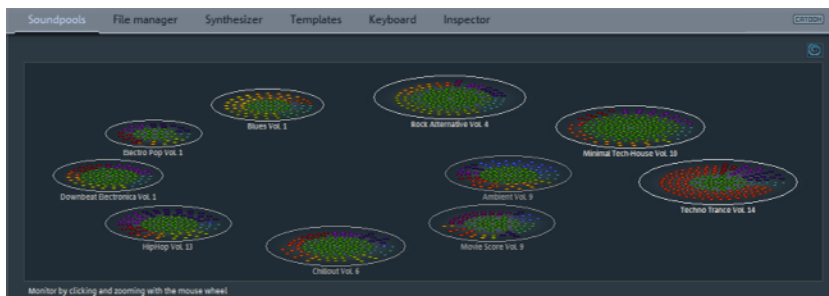 Soundpools File manager Synthesizer Templates Keyboard Inspector
Blues Vol. 1
Rock Alternative Vol. 4
Electro Pop Vol. 1
Minimal Tech-House Vol. 10
Downbeat Electronica Vol. 1
Ambient Vol. 9
Techno Trance Vol. 14
HipHop Vol. 13
Movie Score Vol. 9
Chillout Vol. 6
Monitor by clicking and zooming with the mouse wheel